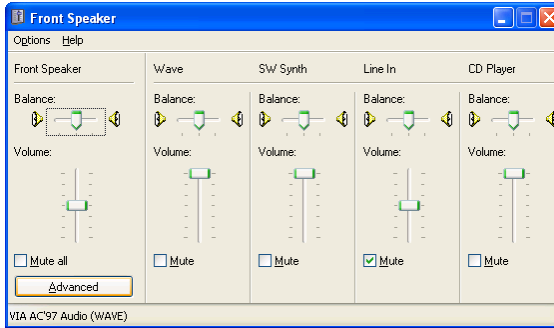 Front Speaker
Options Help
Front Speaker Wave SW Synth Line In CD Player
Balance: Balance: Balance: Balance: Balance:
Volume: Volume: Volume: Volume: Volume:
Mute all Mute Mute Mute Mute
Advanced
VIA AC'97 Audio (WAVE)